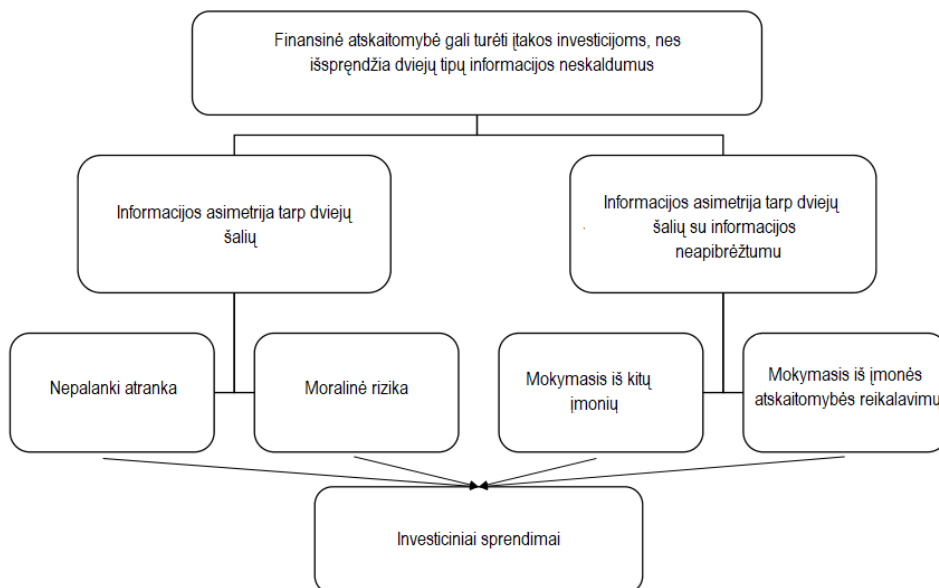 Finansinė atskaitomybė gali turėti įtakos investicijoms, nes
išsprendžia dviejų tipų informacijos neskaldumus
Informacijos asimetrija tarp dviejų
šalių
Informacijos asimetrija tarp dviejų
šalių su informacijos
neapibrėžtumu
Nepalanki atranka
Moralinė rizika
Mokymasis iš kitų
įmonių
Mokymasis iš įmonės
atskaitomybės reikalavimų
Investiciniai sprendimai